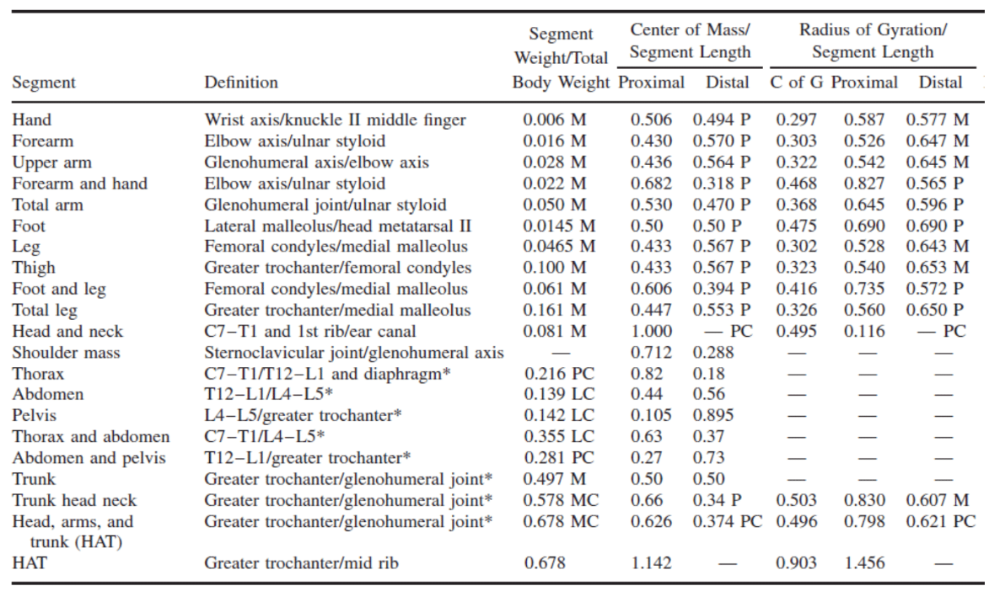 Segment Weight/Total Body Weight Center of Mass/ Segment Length Radius of Gyration/ Segment Length
Segment Definition Proximal Distal C of G Proximal Distal
Hand Wrist axis/knuckle II middle finger 0.006 M 0.506 0.494 P 0.297 0.587 0.577 M
Forearm Elbow axis/ulnar styloid 0.016 M 0.430 0.570 P 0.303 0.526 0.647 M
Upper arm Glenohumeral axis/elbow axis 0.028 M 0.436 0.564 P 0.322 0.542 0.645 M
Forearm and hand Elbow axis/ulnar styloid 0.022 M 0.682 0.318 P 0.468 0.827 0.565 P
Total arm Glenohumeral joint/ulnar styloid 0.050 M 0.530 0.470 P 0.368 0.645 0.596 P
Foot Lateral malleolus/head metatarsal II 0.0145 M 0.50 0.50 P 0.475 0.690 0.690 P
Leg Femoral condyles/medial malleolus 0.0465 M 0.433 0.567 P 0.302 0.528 0.643 M
Thigh Greater trochanter/femoral condyles 0.100 M 0.433 0.567 P 0.323 0.540 0.653 M
Foot and leg Femoral condyles/medial malleolus 0.061 M 0.606 0.394 P 0.416 0.735 0.572 P
Total leg Greater trochanter/medial malleolus 0.161 M 0.447 0.553 P 0.326 0.560 0.650 P
Head and neck C7–T1 and 1st rib/ear canal 0.081 M 1.000 — PC 0.495 0.116 — PC
Shoulder mass Sternoclavicular joint/glenohumeral axis — 0.712 0.288 — — —
Thorax C7–T1/T12–L1 and diaphragm* 0.216 PC 0.82 0.18 — — —
Abdomen T12–L1/L4–L5* 0.139 LC 0.44 0.56 — — —
Pelvis L4–L5/greater trochanter* 0.142 LC 0.105 0.895 — — —
Thorax and abdomen C7–T1/L4–L5* 0.355 LC 0.63 0.37 — — —
Abdomen and pelvis T12–L1/greater trochanter* 0.281 PC 0.27 0.73 — — —
Trunk Greater trochanter/glenohumeral joint* 0.497 M 0.50 0.50 — — —
Trunk head neck Greater trochanter/glenohumeral joint* 0.578 MC 0.66 0.34 P 0.503 0.830 0.607 M
Head, arms, and Greater trochanter/glenohumeral joint* 0.678 MC 0.626 0.374 PC 0.496 0.798 0.621 PC
trunk (HAT)
HAT Greater trochanter/mid rib 0.678 1.142 — 0.903 1.456 —